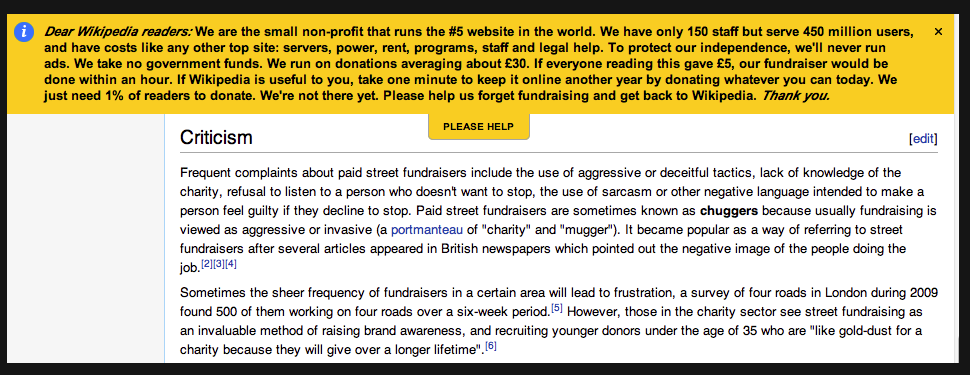 Dear Wikipedia readers: We are the small non-profit that runs the #5 website in the world. We have only 150 staff but serve 450 million users,
and have costs like any other top site: servers, power, rent, programs, staff and legal help. To protect our independence, we'll never run
ads. We take no government funds. We run on donations averaging about £30. If everyone reading this gave £5, our fundraiser would be
done within an hour. If Wikipedia is useful to you, take one minute to keep it online another year by donating whatever you can today. We
just need 1% of readers to donate. We're not there yet. Please help us forget fundraising and get back to Wikipedia. Thank you.
PLEASE HELP
Criticism [edit]
Frequent complaints about paid street fundraisers include the use of aggressive or deceitful tactics, lack of knowledge of the
charity, refusal to listen to a person who doesn't want to stop, the use of sarcasm or other negative language intended to make a
person feel guilty if they decline to stop. Paid street fundraisers are sometimes known as chuggers because usually fundraising is
viewed as aggressive or invasive (a portmanteau of "charity" and "mugger"). It became popular as a way of referring to street
fundraisers after several articles appeared in British newspapers which pointed out the negative image of the people doing the
job.[2][3][4]
Sometimes the sheer frequency of fundraisers in a certain area will lead to frustration, a survey of four roads in London during 2009
found 500 of them working on four roads over a six-week period.[5] However, those in the charity sector see street fundraising as
an invaluable method of raising brand awareness, and recruiting younger donors under the age of 35 who are "like gold-dust for a
charity because they will give over a longer lifetime".[6]